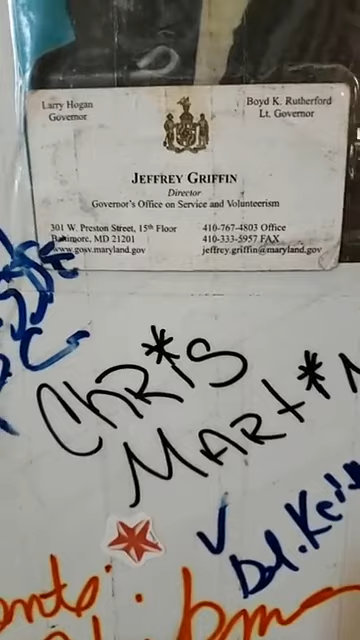 Larry Hogan
Governor
Boyd K. Rutherford
Lt. Governor
JEFFREY GRIFFIN
Director
Governor's Office on Service and Volunteerism
301 W. Preston Street, 15th Floor
Baltimore, MD 21201
www.gosv.maryland.gov
410-767-4803 Office
410-333-5957 FAX
jeffrey.griffin@maryland.gov
CHR*iS
MARt*N
Del. Kei